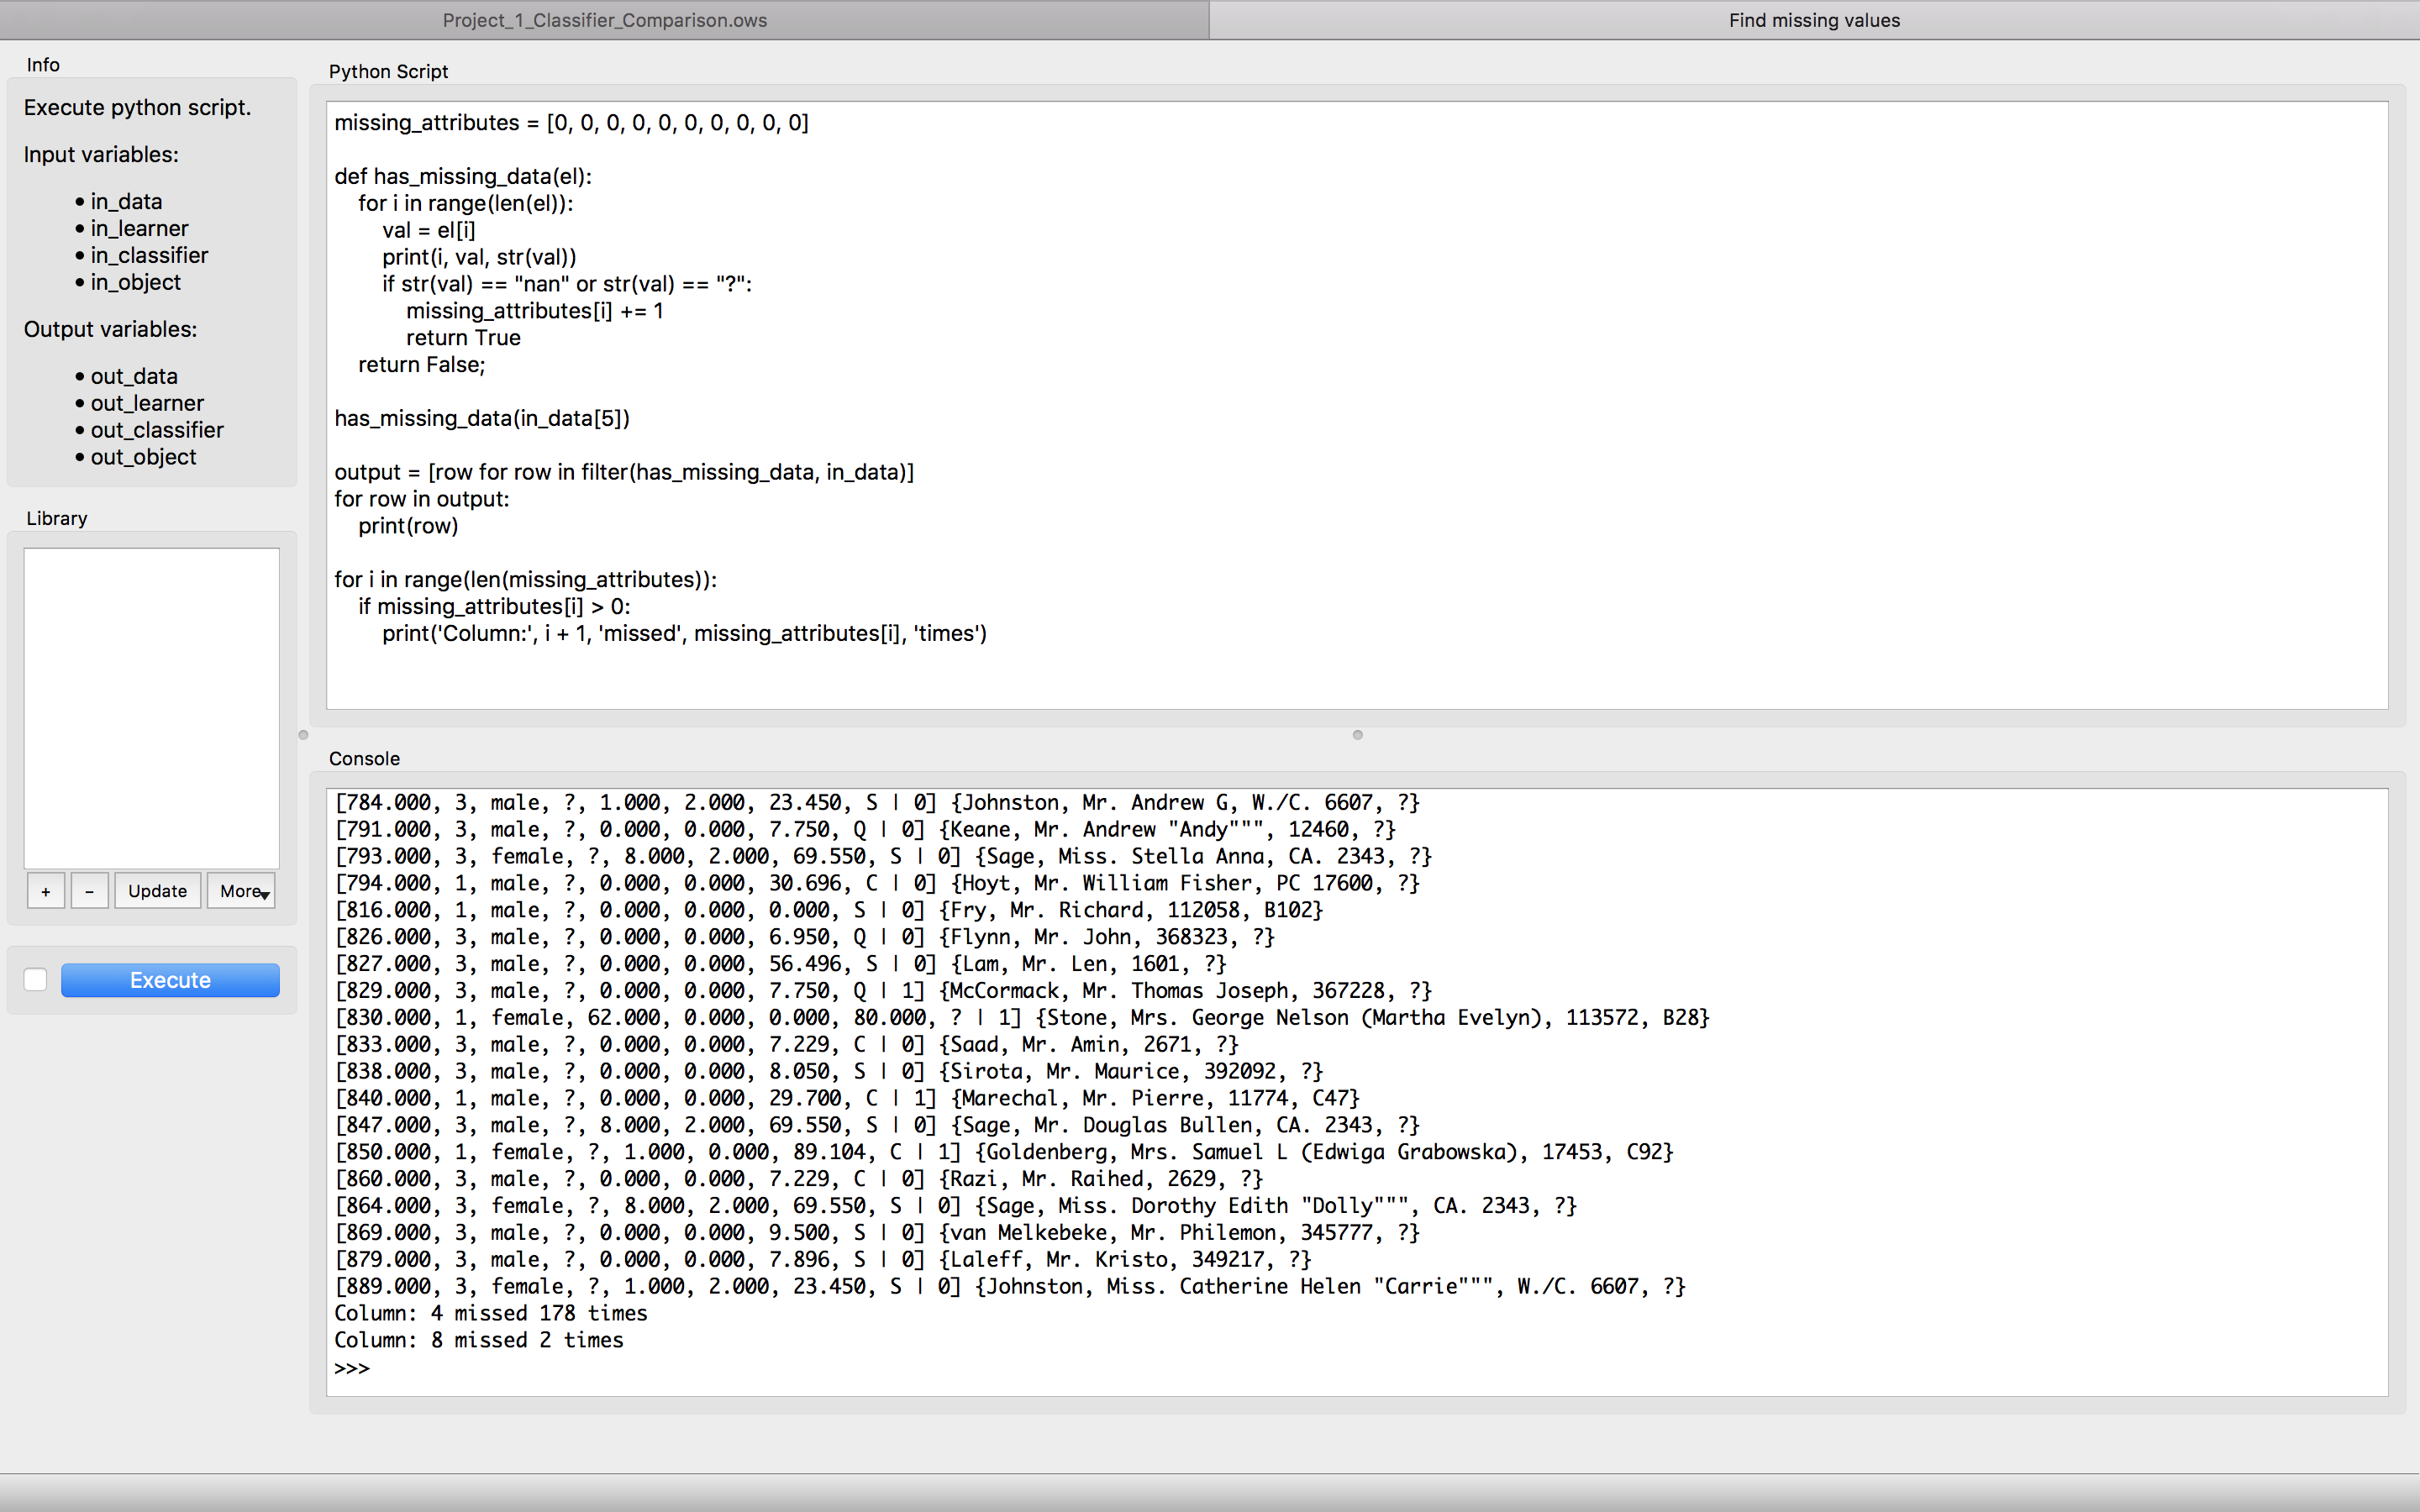 Project_1_Classifier_Comparison.ows
Find missing values
Info
Execute python script.
Input variables:
• in_data
• in_learner
• in_classifier
• in_object
Output variables:
• out_data
• out_learner
• out_classifier
• out_object
Library
+
-
Update
More
Execute
Python Script
missing_attributes = [0, 0, 0, 0, 0, 0, 0, 0, 0, 0]
def has_missing_data(el):
for i in range(len(el)):
val = el[i]
print(i, val, str(val))
if str(val) == "nan" or str(val) == "?":
missing_attributes[i] += 1
return True
return False;
has_missing_data(in_data[5])
output = [row for row in filter(has_missing_data, in_data)]
for row in output:
print(row)
for i in range(len(missing_attributes)):
if missing_attributes[i] > 0:
print('Column:', i + 1, 'missed', missing_attributes[i], 'times')
Console
[784.000, 3, male, ?, 1.000, 2.000, 23.450, S | 0] {Johnston, Mr. Andrew G, W./C. 6607, ?}
[791.000, 3, male, ?, 0.000, 0.000, 7.750, Q | 0] {Keane, Mr. Andrew "Andy""", 12460, ?}
[793.000, 3, female, ?, 8.000, 2.000, 69.550, S | 0] {Sage, Miss. Stella Anna, CA. 2343, ?}
[794.000, 1, male, ?, 0.000, 0.000, 30.696, C | 0] {Hoyt, Mr. William Fisher, PC 17600, ?}
[816.000, 1, male, ?, 0.000, 0.000, 0.000, S | 0] {Fry, Mr. Richard, 112058, B102}
[826.000, 3, male, ?, 0.000, 0.000, 6.950, Q | 0] {Flynn, Mr. John, 368323, ?}
[827.000, 3, male, ?, 0.000, 0.000, 56.496, S | 0] {Lam, Mr. Len, 1601, ?}
[829.000, 3, male, ?, 0.000, 0.000, 7.750, Q | 1] {McCormack, Mr. Thomas Joseph, 367228, ?}
[830.000, 1, female, 62.000, 0.000, 0.000, 80.000, ? | 1] {Stone, Mrs. George Nelson (Martha Evelyn), 113572, B28}
[833.000, 3, male, ?, 0.000, 0.000, 7.229, C | 0] {Saad, Mr. Amin, 2671, ?}
[838.000, 3, male, ?, 0.000, 0.000, 8.050, S | 0] {Sirota, Mr. Maurice, 392092, ?}
[840.000, 1, male, ?, 0.000, 0.000, 29.700, C | 1] {Marechal, Mr. Pierre, 11774, C47}
[847.000, 3, male, ?, 8.000, 2.000, 69.550, S | 0] {Sage, Mr. Douglas Bullen, CA. 2343, ?}
[850.000, 1, female, ?, 1.000, 0.000, 89.104, C | 1] {Goldenberg, Mrs. Samuel L (Edwiga Grabowska), 17453, C92}
[860.000, 3, male, ?, 0.000, 0.000, 7.229, C | 0] {Razi, Mr. Raihed, 2629, ?}
[864.000, 3, female, ?, 8.000, 2.000, 69.550, S | 0] {Sage, Miss. Dorothy Edith "Dolly""", CA. 2343, ?}
[869.000, 3, male, ?, 0.000, 0.000, 9.500, S | 0] {van Melkebeke, Mr. Philemon, 345777, ?}
[879.000, 3, male, ?, 0.000, 0.000, 7.896, S | 0] {Laleff, Mr. Kristo, 349217, ?}
[889.000, 3, female, ?, 1.000, 2.000, 23.450, S | 0] {Johnston, Miss. Catherine Helen "Carrie""", W./C. 6607, ?}
Column: 4 missed 178 times
Column: 8 missed 2 times
>>>